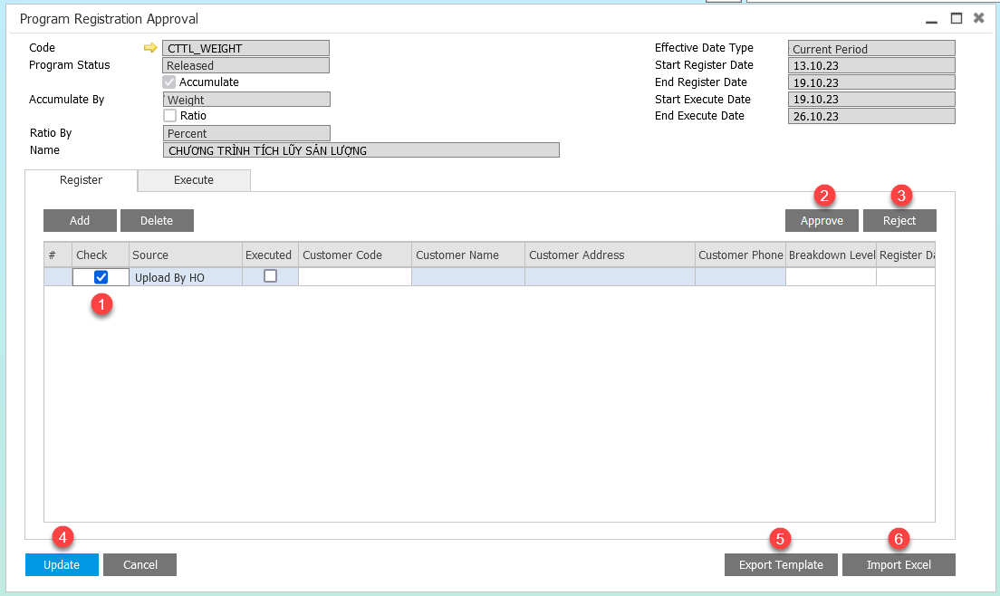 Program Registration Approval
Code CTTL_WEIGHT Effective Date Type Current Period
Program Status Released Start Register Date 13.10.23
Accumulate End Register Date 19.10.23
Accumulate By Weight Start Execute Date 19.10.23
Ratio End Execute Date 26.10.23
Ratio By Percent
Name CHƯƠNG TRÌNH TÍCH LŨY SẢN LƯỢNG
Register Execute
2 3
Add Delete Approve Reject
# Check Source Executed Customer Code Customer Name Customer Address Customer Phone Breakdown Level Register Da
Upload By HO
1
4 5 6
Update Cancel Export Template Import Excel